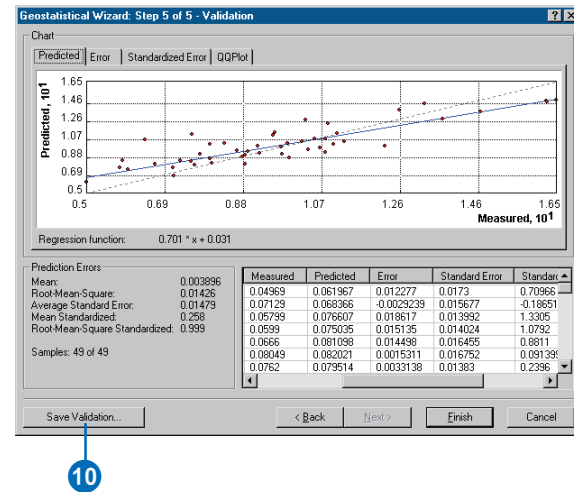 Geostatistical Wizard: Step 5 of 5 - Validation
Chart
Predicted Error Standardized Error QQPlot
Predicted, 10¹
1.65
1.46
1.26
1.07
0.88
0.69
0.5
0.5 0.69 0.88 1.07 1.26 1.46 1.65
Measured, 10¹
Regression function: 0.701 * x + 0.031
Prediction Errors
Mean: 0.003896
Root-Mean-Square: 0.01426
Average Standard Error: 0.01479
Mean Standardized: 0.258
Root-Mean-Square Standardized: 0.999
Samples: 49 of 49
Measured Predicted Error Standard Error
0.04969 0.061967 0.012277 0.0173 0.70966
0.07129 0.068366 -0.0029239 0.015677 -0.18651
0.05799 0.076607 0.018617 0.013992 1.3305
0.0599 0.075035 0.015135 0.014024 1.0792
0.0666 0.081098 0.014498 0.016455 0.8811
0.08049 0.082021 0.0015311 0.016752
0.0762 0.079514 0.0033138 0.01383 0.2396
Save Validation... < Back Next > Finish Cancel
10